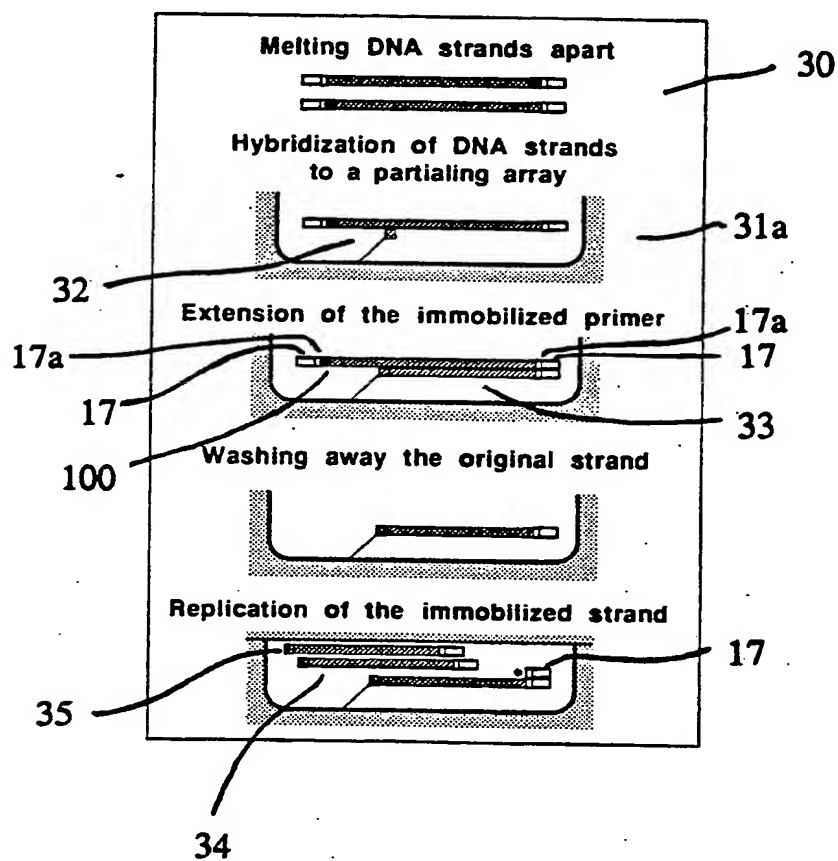 Melting DNA strands apart
30
Hybridization of DNA strands
to a partialing array
31a
32
Extension of the immobilized primer
17a
17a
17
17
33
100
Washing away the original strand
Replication of the immobilized strand
17
35
34